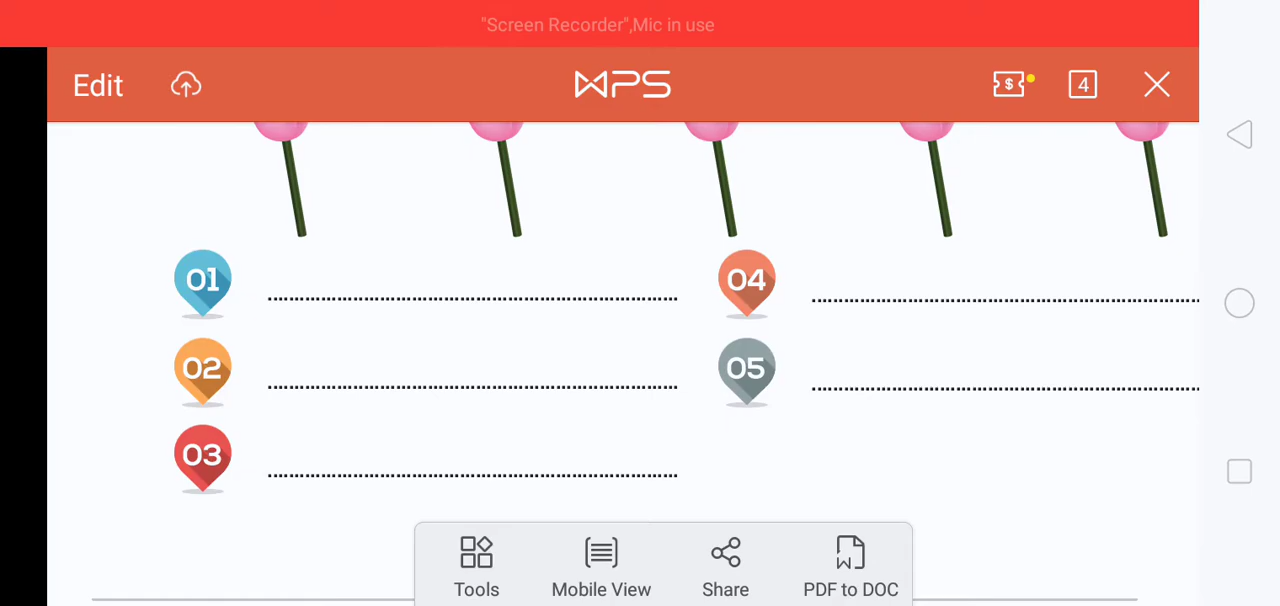 "Screen Recorder",Mic in use
Edit
WPS
$
4
01
04
02
05
03
Tools
Mobile View
Share
W
PDF to DOC